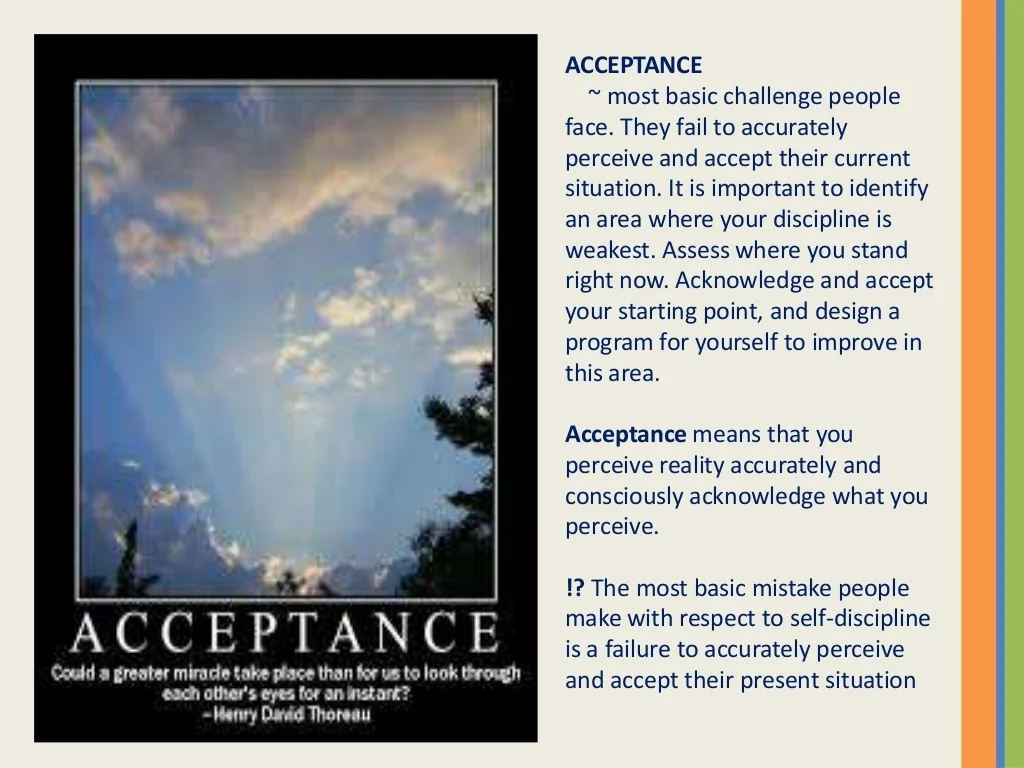 ACCEPTANCE
Could a greater miracle take place than for us to look through
each other's eyes for an instant?
–Henry David Thoreau
ACCEPTANCE
~ most basic challenge people
face. They fail to accurately
perceive and accept their current
situation. It is important to identify
an area where your discipline is
weakest. Assess where you stand
right now. Acknowledge and accept
your starting point, and design a
program for yourself to improve in
this area.
Acceptance means that you
perceive reality accurately and
consciously acknowledge what you
perceive.
!? The most basic mistake people
make with respect to self-discipline
is a failure to accurately perceive
and accept their present situation